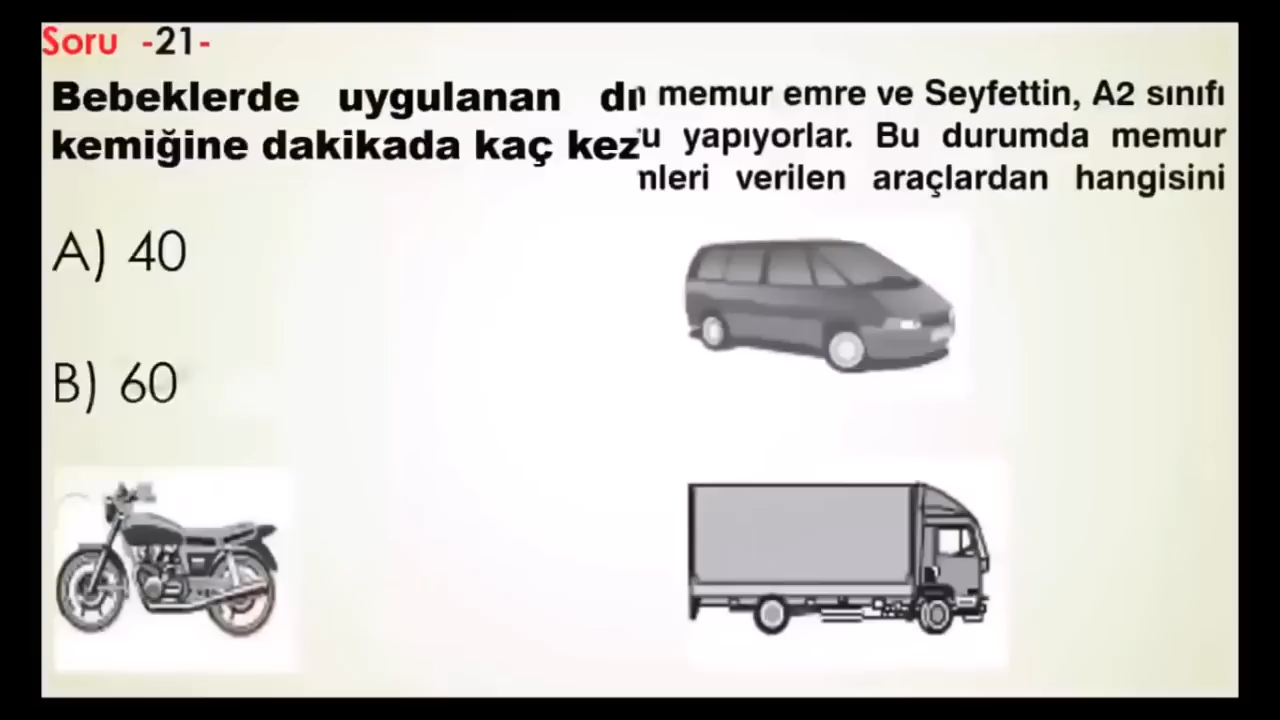 Soru -21-
Bebeklerde uygulanan
memur emre ve Seyfettin, A2 sınıfı
kemiğine dakikada kaç kez
yapıyorlar. Bu durumda memur
verilen araçlardan hangisini
A) 40
B) 60